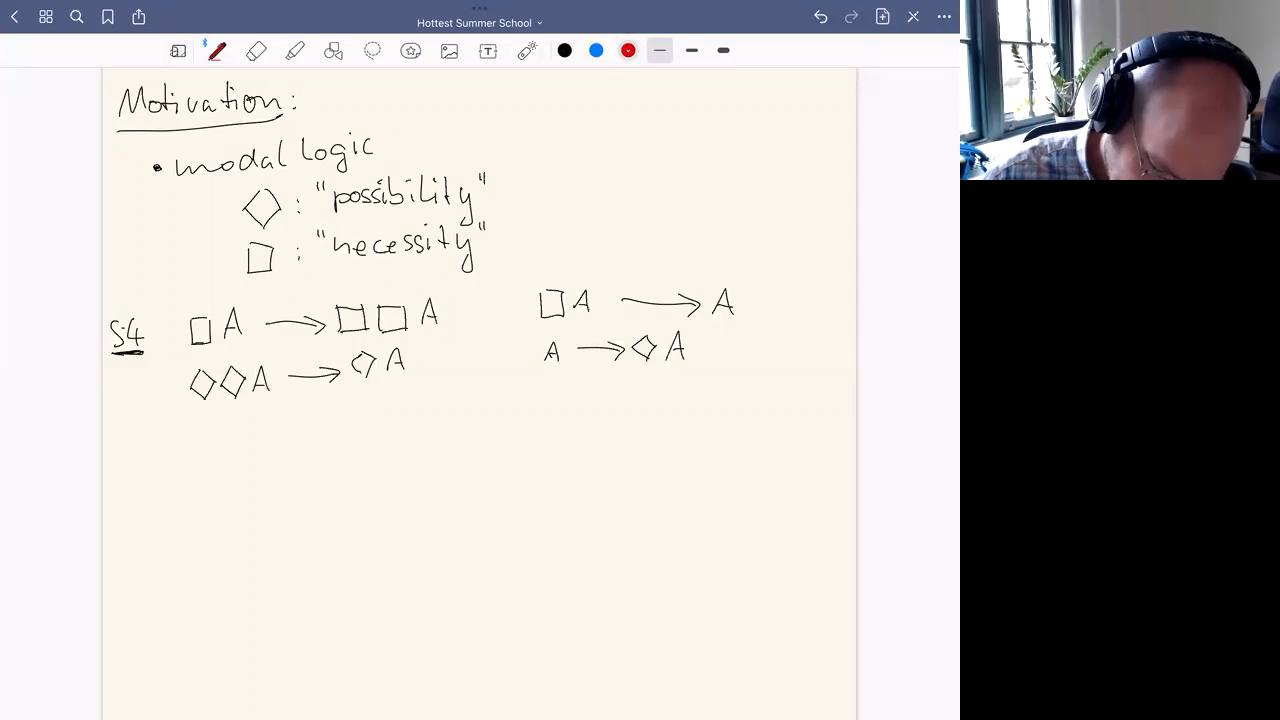 Hottest Summer School
Motivation:
• modal logic
◇ : "possibility"
□ : "necessity"
S4 □ A → □ □ A □ A → A
◇ ◇ A → ◇ A A → ◇ A